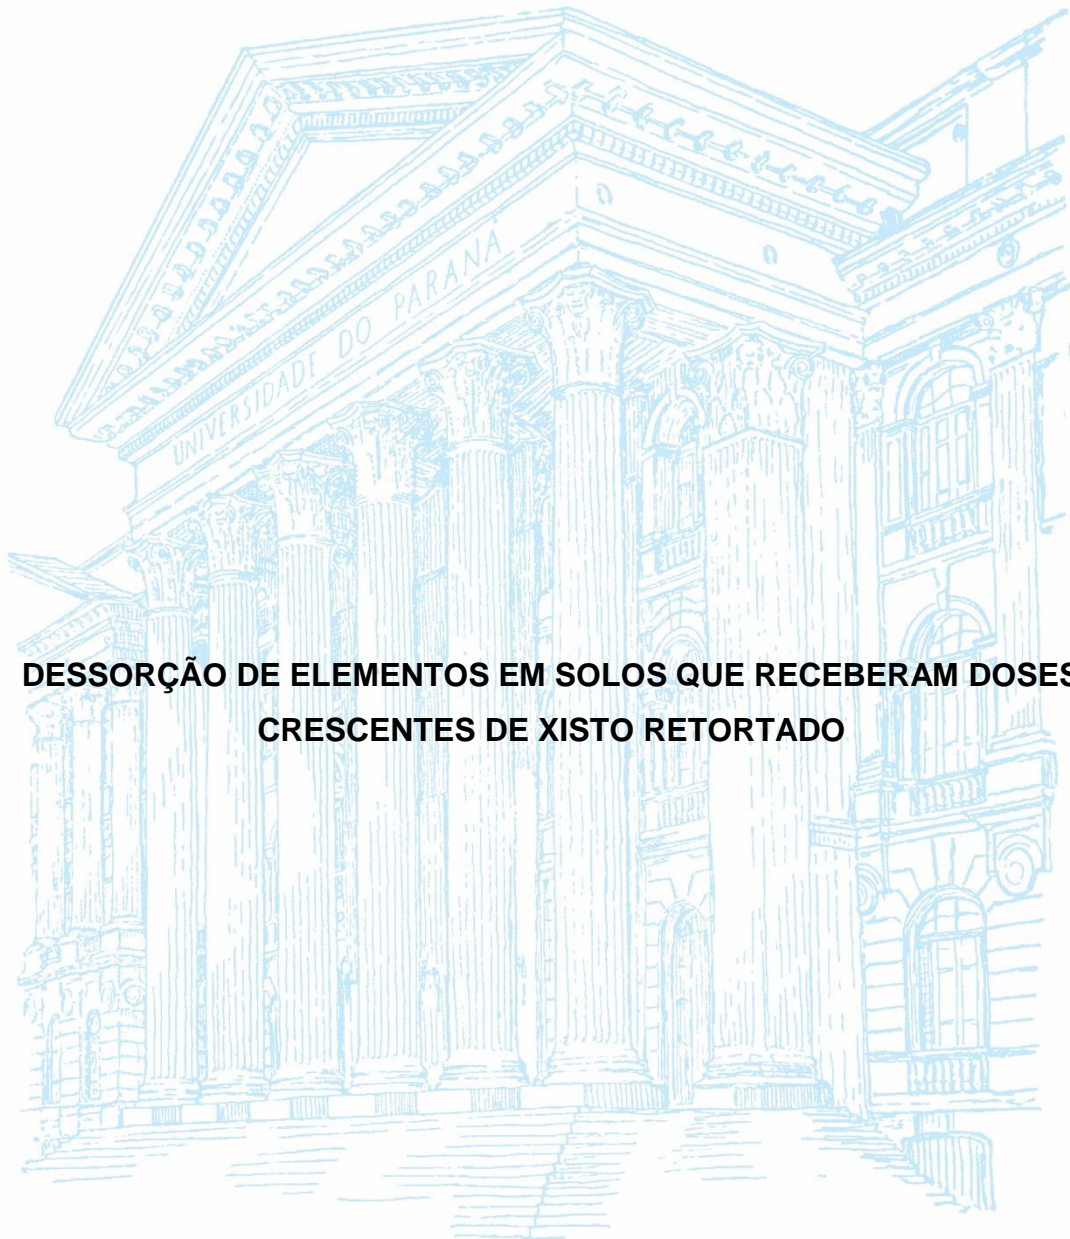 UNIVERSIDADE DO PARANÁ
DESSORÇÃO DE ELEMENTOS EM SOLOS QUE RECEBERAM DOSES
CRESCENTES DE XISTO RETORTADO